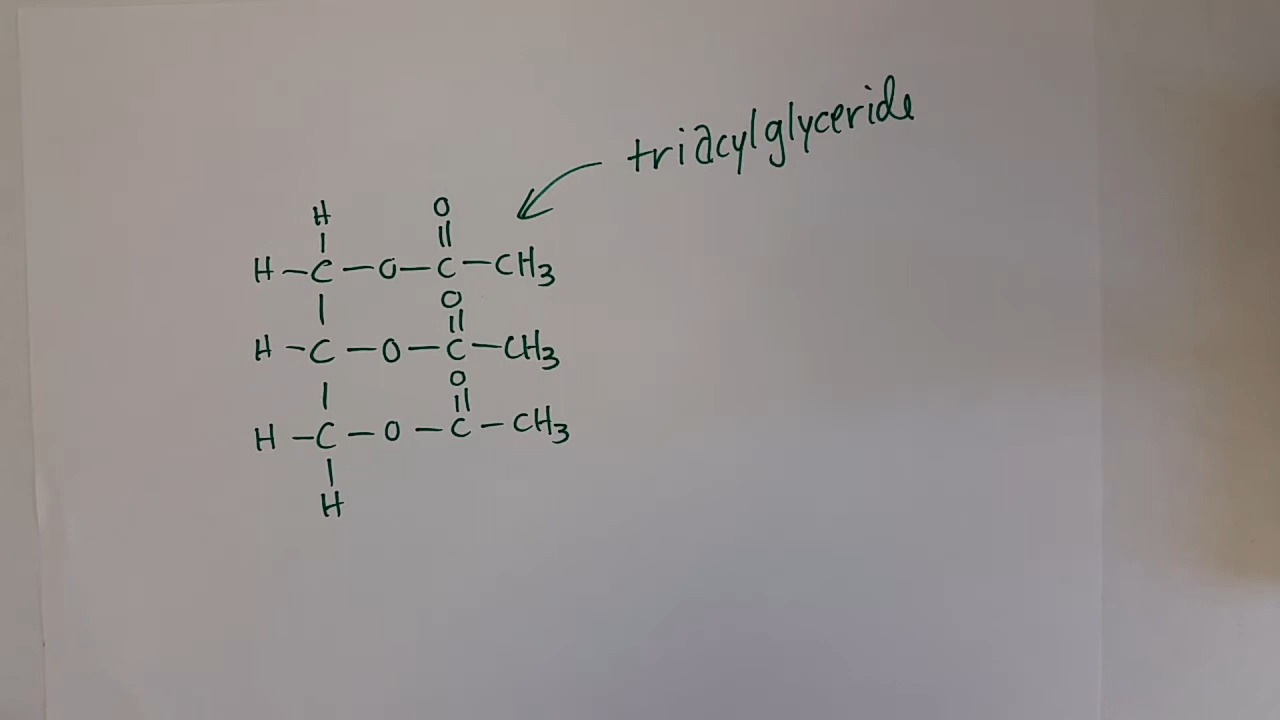 triacylglyceride
H O
|  ||
H – C – O – C – CH3
| O
|  ||
H – C – O – C – CH3
| O
|  ||
H – C – O – C – CH3
|
H